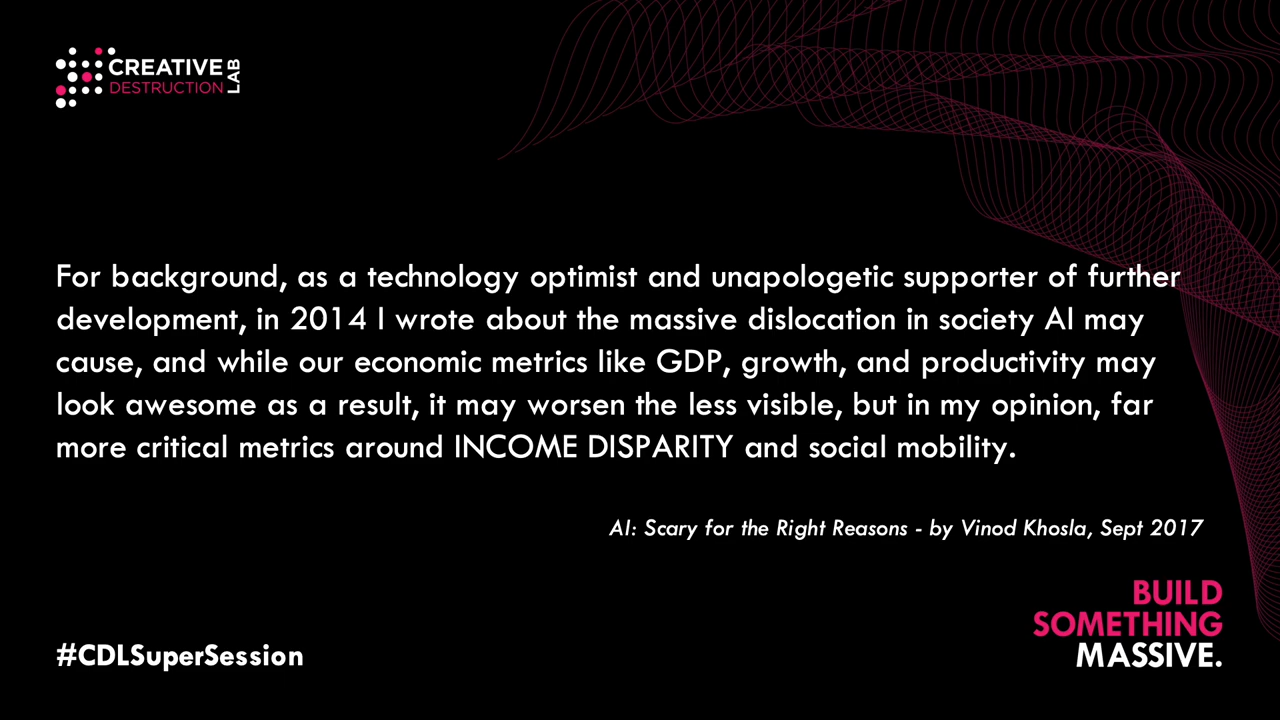 CREATIVE
DESTRUCTION
LAB
For background, as a technology optimist and unapologetic supporter of further
development, in 2014 I wrote about the massive dislocation in society AI may
cause, and while our economic metrics like GDP, growth, and productivity may
look awesome as a result, it may worsen the less visible, but in my opinion, far
more critical metrics around INCOME DISPARITY and social mobility.
AI: Scary for the Right Reasons - by Vinod Khosla, Sept 2017
BUILD
SOMETHING
MASSIVE.
#CDLSuperSession